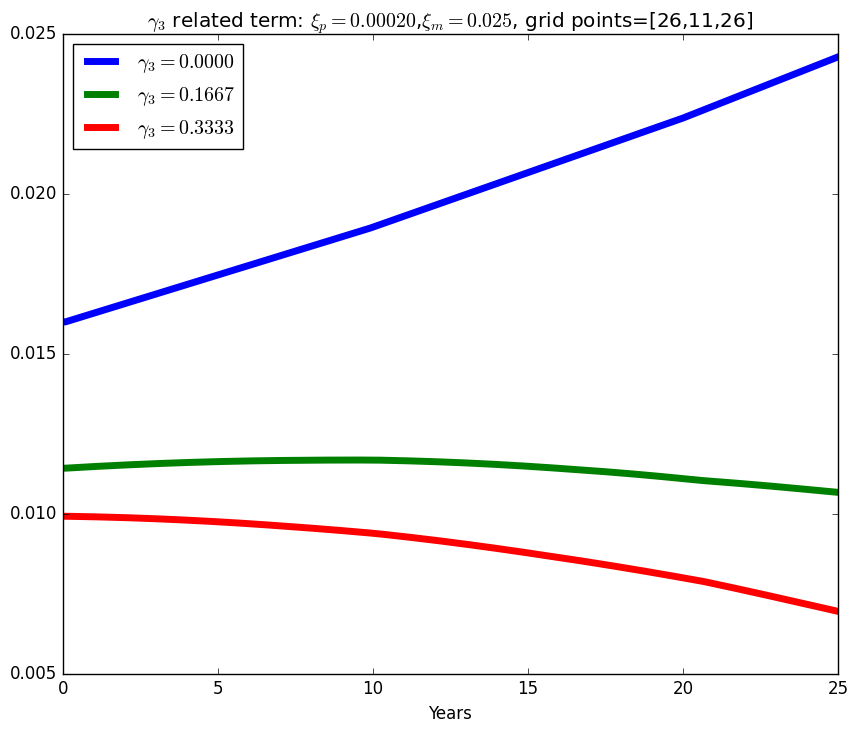 γ₃ related term: ξₚ = 0.00020,ξₘ = 0.025, grid points=[26,11,26]
0.025
γ₃ = 0.0000
γ₃ = 0.1667
γ₃ = 0.3333
0.020
0.015
0.010
0.005
0 5 10 15 20 25
Years